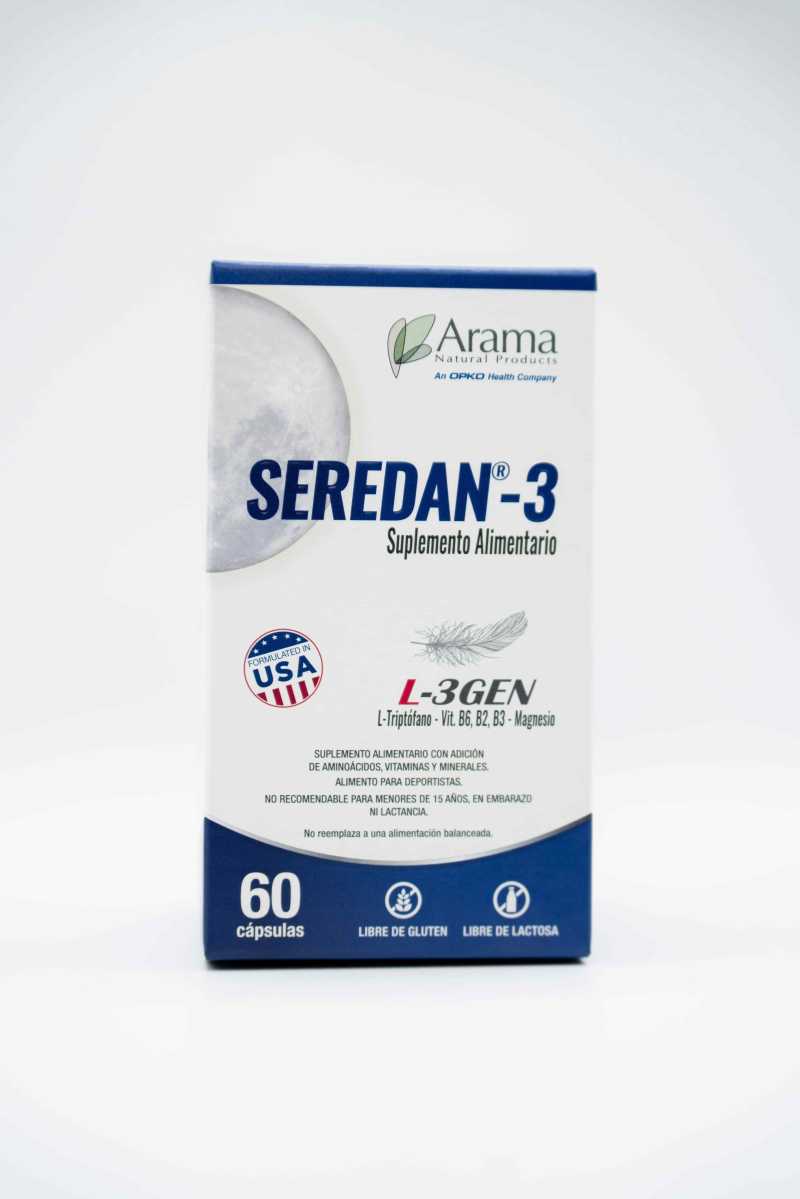 Arama
Natural Products
An OPKO Health Company
SEREDAN®-3
Suplemento Alimentario
FORMULATED IN
USA
L-3GEN
L-Triptófano - Vit. B6, B2, B3 - Magnesio
SUPLEMENTO ALIMENTARIO CON ADICIÓN
DE AMINOÁCIDOS, VITAMINAS Y MINERALES.
ALIMENTO PARA DEPORTISTAS.
NO RECOMENDABLE PARA MENORES DE 15 AÑOS, EN EMBARAZO
NI LACTANCIA.
No reemplaza a una alimentación balanceada.
60
cápsulas
LIBRE DE GLUTEN
LIBRE DE LACTOSA